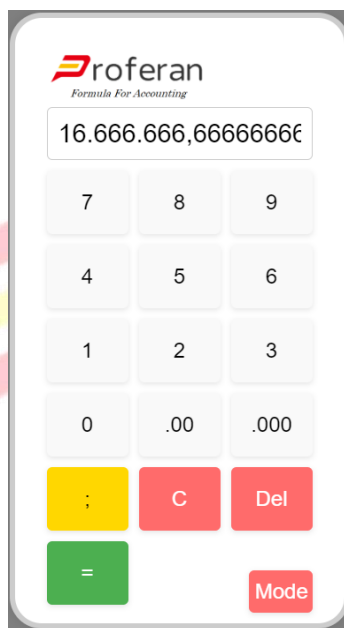 Proferan
Formula For Accounting
16.666.666,66666666
7 8 9
4 5 6
1 2 3
0 .00 .000
; C Del
=
Mode